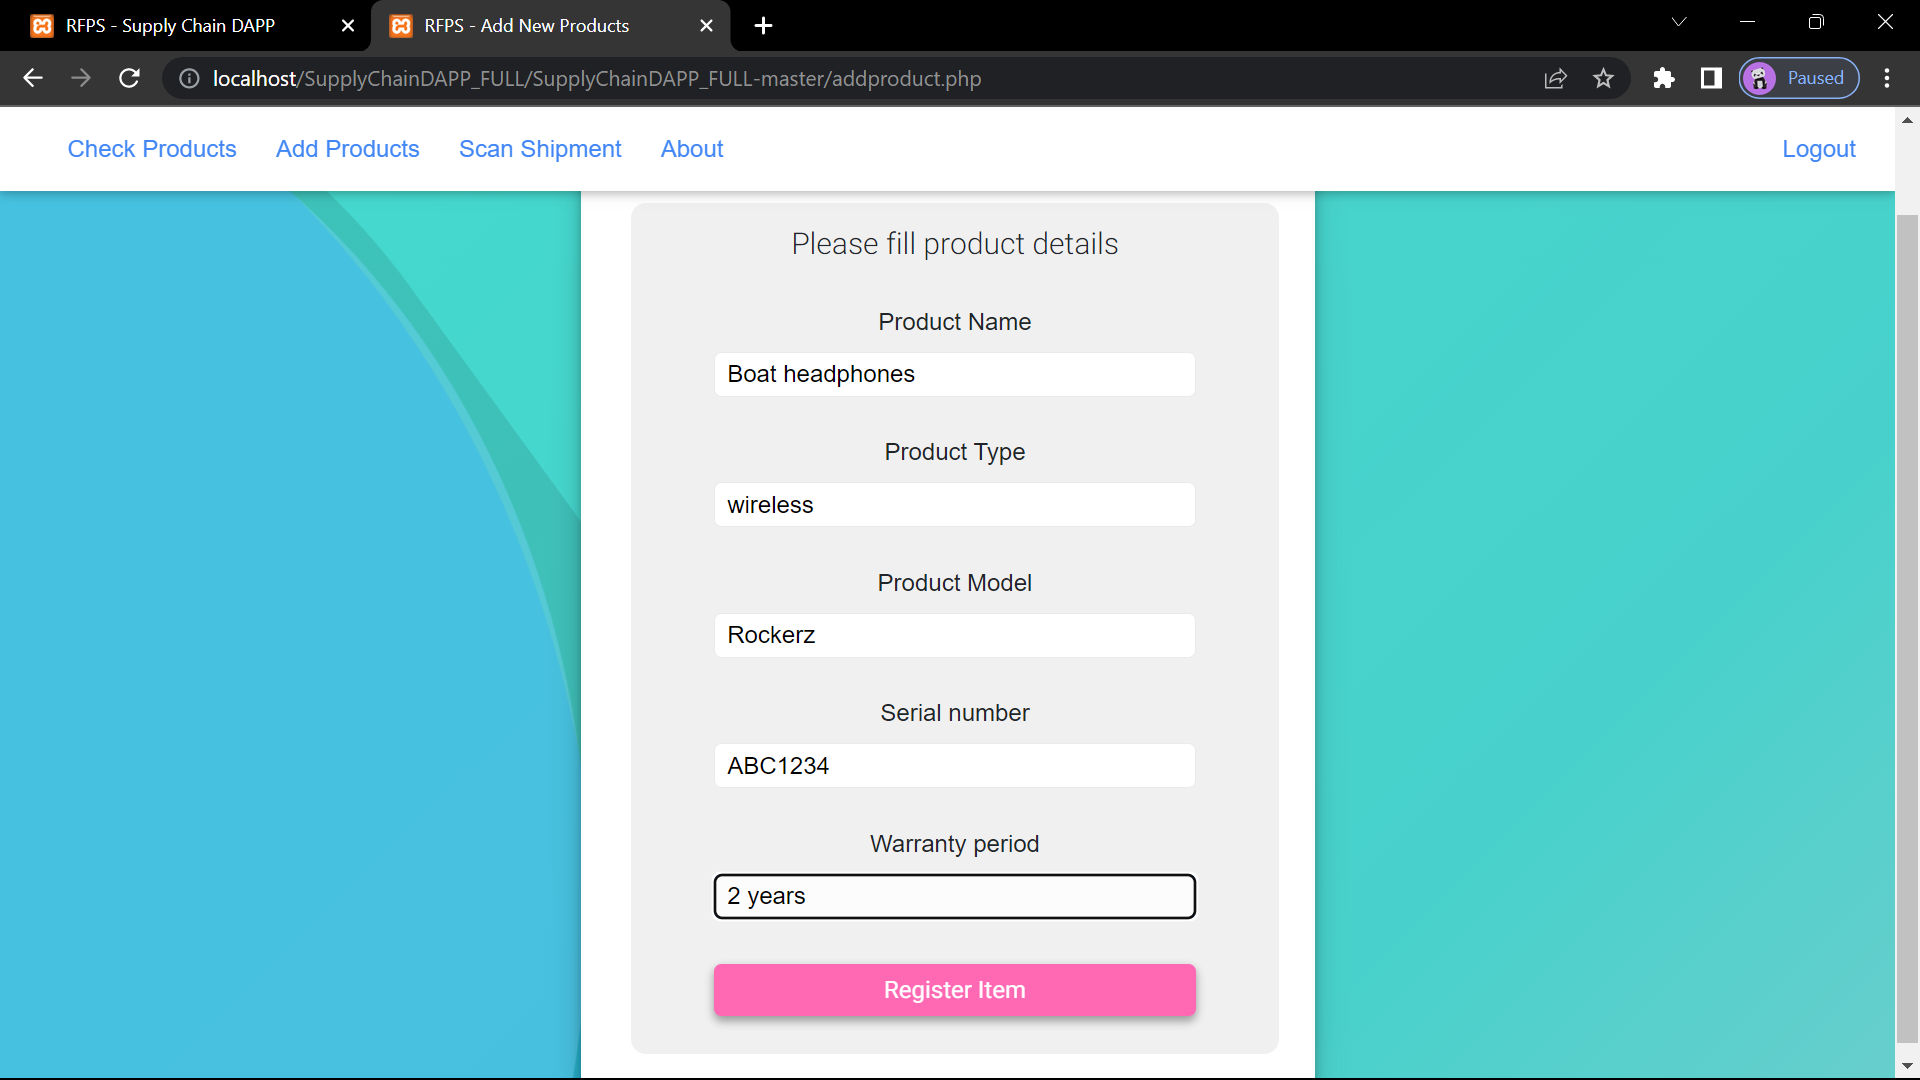 RFPS - Supply Chain DAPP
RFPS - Add New Products
localhost/SupplyChainDAPP_FULL/SupplyChainDAPP_FULL-master/addproduct.php
Paused
Check Products
Add Products
Scan Shipment
About
Logout
Please fill product details
Product Name
Boat headphones
Product Type
wireless
Product Model
Rockerz
Serial number
ABC1234
Warranty period
2 years
Register Item